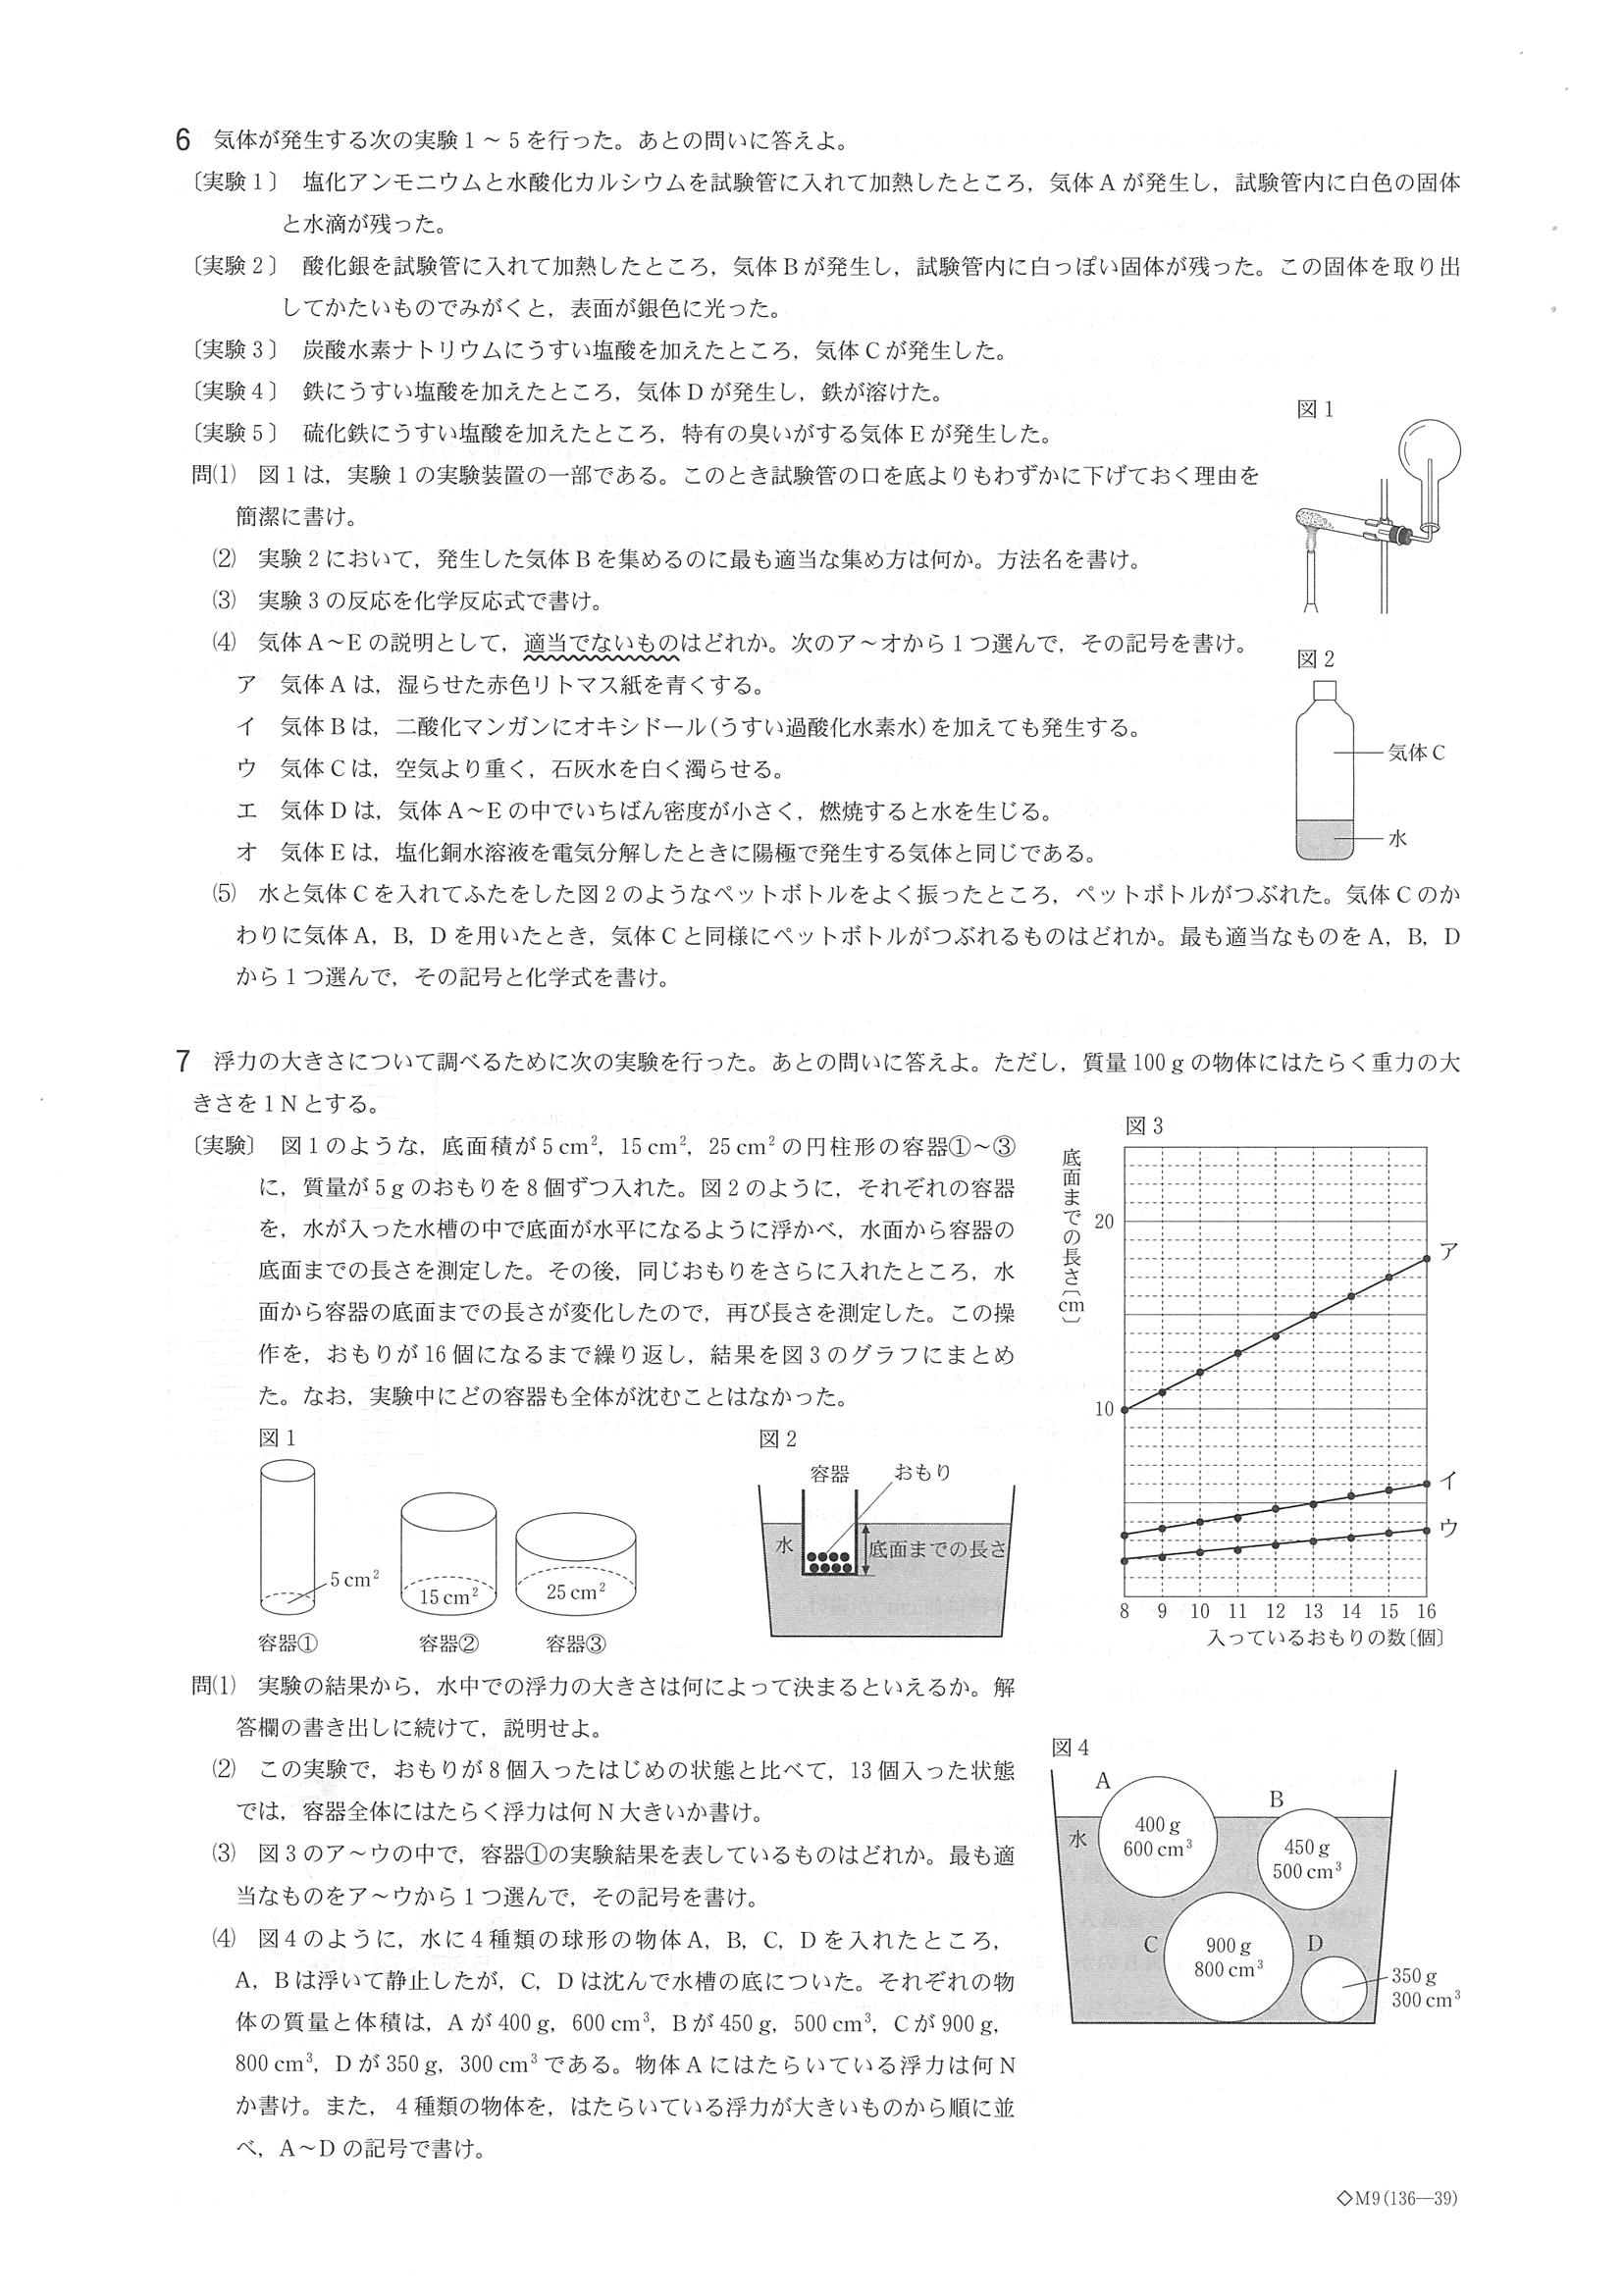 6 気体が発生する次の実験1～5を行った。あとの問いに答えよ。
〔実験1〕 塩化アンモニウムと水酸化カルシウムを試験管に入れて加熱したところ，気体Aが発生し，試験管内に白色の固体
と水滴が残った。
〔実験2〕 酸化銀を試験管に入れて加熱したところ，気体Bが発生し，試験管内に白っぽい固体が残った。この固体を取り出
してかたいものでみがくと，表面が銀色に光った。
〔実験3〕 炭酸水素ナトリウムにうすい塩酸を加えたところ，気体Cが発生した。
〔実験4〕 鉄にうすい塩酸を加えたところ，気体Dが発生し，鉄が溶けた。
〔実験5〕 硫化鉄にうすい塩酸を加えたところ，特有の臭いがする気体Eが発生した。
図1
問⑴ 図1は，実験1の実験装置の一部である。このとき試験管の口を底よりもわずかに下げておく理由を
簡潔に書け。
⑵ 実験2において，発生した気体Bを集めるのに最も適当な集め方は何か。方法名を書け。
⑶ 実験3の反応を化学反応式で書け。
⑷ 気体A～Eの説明として，適当でないものはどれか。次のア～オから1つ選んで，その記号を書け。
ア 気体Aは，湿らせた赤色リトマス紙を青くする。
イ 気体Bは，二酸化マンガンにオキシドール(うすい過酸化水素水)を加えても発生する。
ウ 気体Cは，空気より重く，石灰水を白く濁らせる。
エ 気体Dは，気体A～Eの中でいちばん密度が小さく，燃焼すると水を生じる。
オ 気体Eは，塩化銅水溶液を電気分解したときに陽極で発生する気体と同じである。
図2
気体C
水
⑸ 水と気体Cを入れてふたをした図2のようなペットボトルをよく振ったところ，ペットボトルがつぶれた。気体Cのか
わりに気体A，B，Dを用いたとき，気体Cと同様にペットボトルがつぶれるものはどれか。最も適当なものをA，B，D
から1つ選んで，その記号と化学式を書け。
7 浮力の大きさについて調べるために次の実験を行った。あとの問いに答えよ。ただし，質量100gの物体にはたらく重力の大
きさを1Nとする。
〔実験〕 図1のような，底面積が5cm²，15cm²，25cm²の円柱形の容器①～③
に，質量が5gのおもりを8個ずつ入れた。図2のように，それぞれの容器
を，水が入った水槽の中で底面が水平になるように浮かべ，水面から容器の
底面までの長さを測定した。その後，同じおもりをさらに入れたところ，水
面から容器の底面までの長さが変化したので，再び長さを測定した。この操
作を，おもりが16個になるまで繰り返し，結果を図3のグラフにまとめ
た。なお，実験中にどの容器も全体が沈むことはなかった。
図1
5cm²
15cm²
25cm²
容器①
容器②
容器③
図2
容器
おもり
水
底面までの長さ
図3
底面までの長さ〔cm〕
20
10
ア
イ
ウ
8 9 10 11 12 13 14 15 16
入っているおもりの数〔個〕
問⑴ 実験の結果から，水中での浮力の大きさは何によって決まるといえるか。解
答欄の書き出しに続けて，説明せよ。
⑵ この実験で，おもりが8個入ったはじめの状態と比べて，13個入った状態
では，容器全体にはたらく浮力は何N大きいか書け。
⑶ 図3のア～ウの中で，容器①の実験結果を表しているものはどれか。最も適
当なものをア～ウから1つ選んで，その記号を書け。
⑷ 図4のように，水に4種類の球形の物体A，B，C，Dを入れたところ，
A，Bは浮いて静止したが，C，Dは沈んで水槽の底についた。それぞれの物
体の質量と体積は，Aが400g，600cm³，Bが450g，500cm³，Cが900g，
800cm³，Dが350g，300cm³である。物体Aにはたらいている浮力は何N
か書け。また，4種類の物体を，はたらいている浮力が大きいものから順に並
べ，A～Dの記号で書け。
図4
A
400g
600cm³
B
450g
500cm³
水
C
900g
800cm³
D
350g
300cm³
◇M9(136―39)